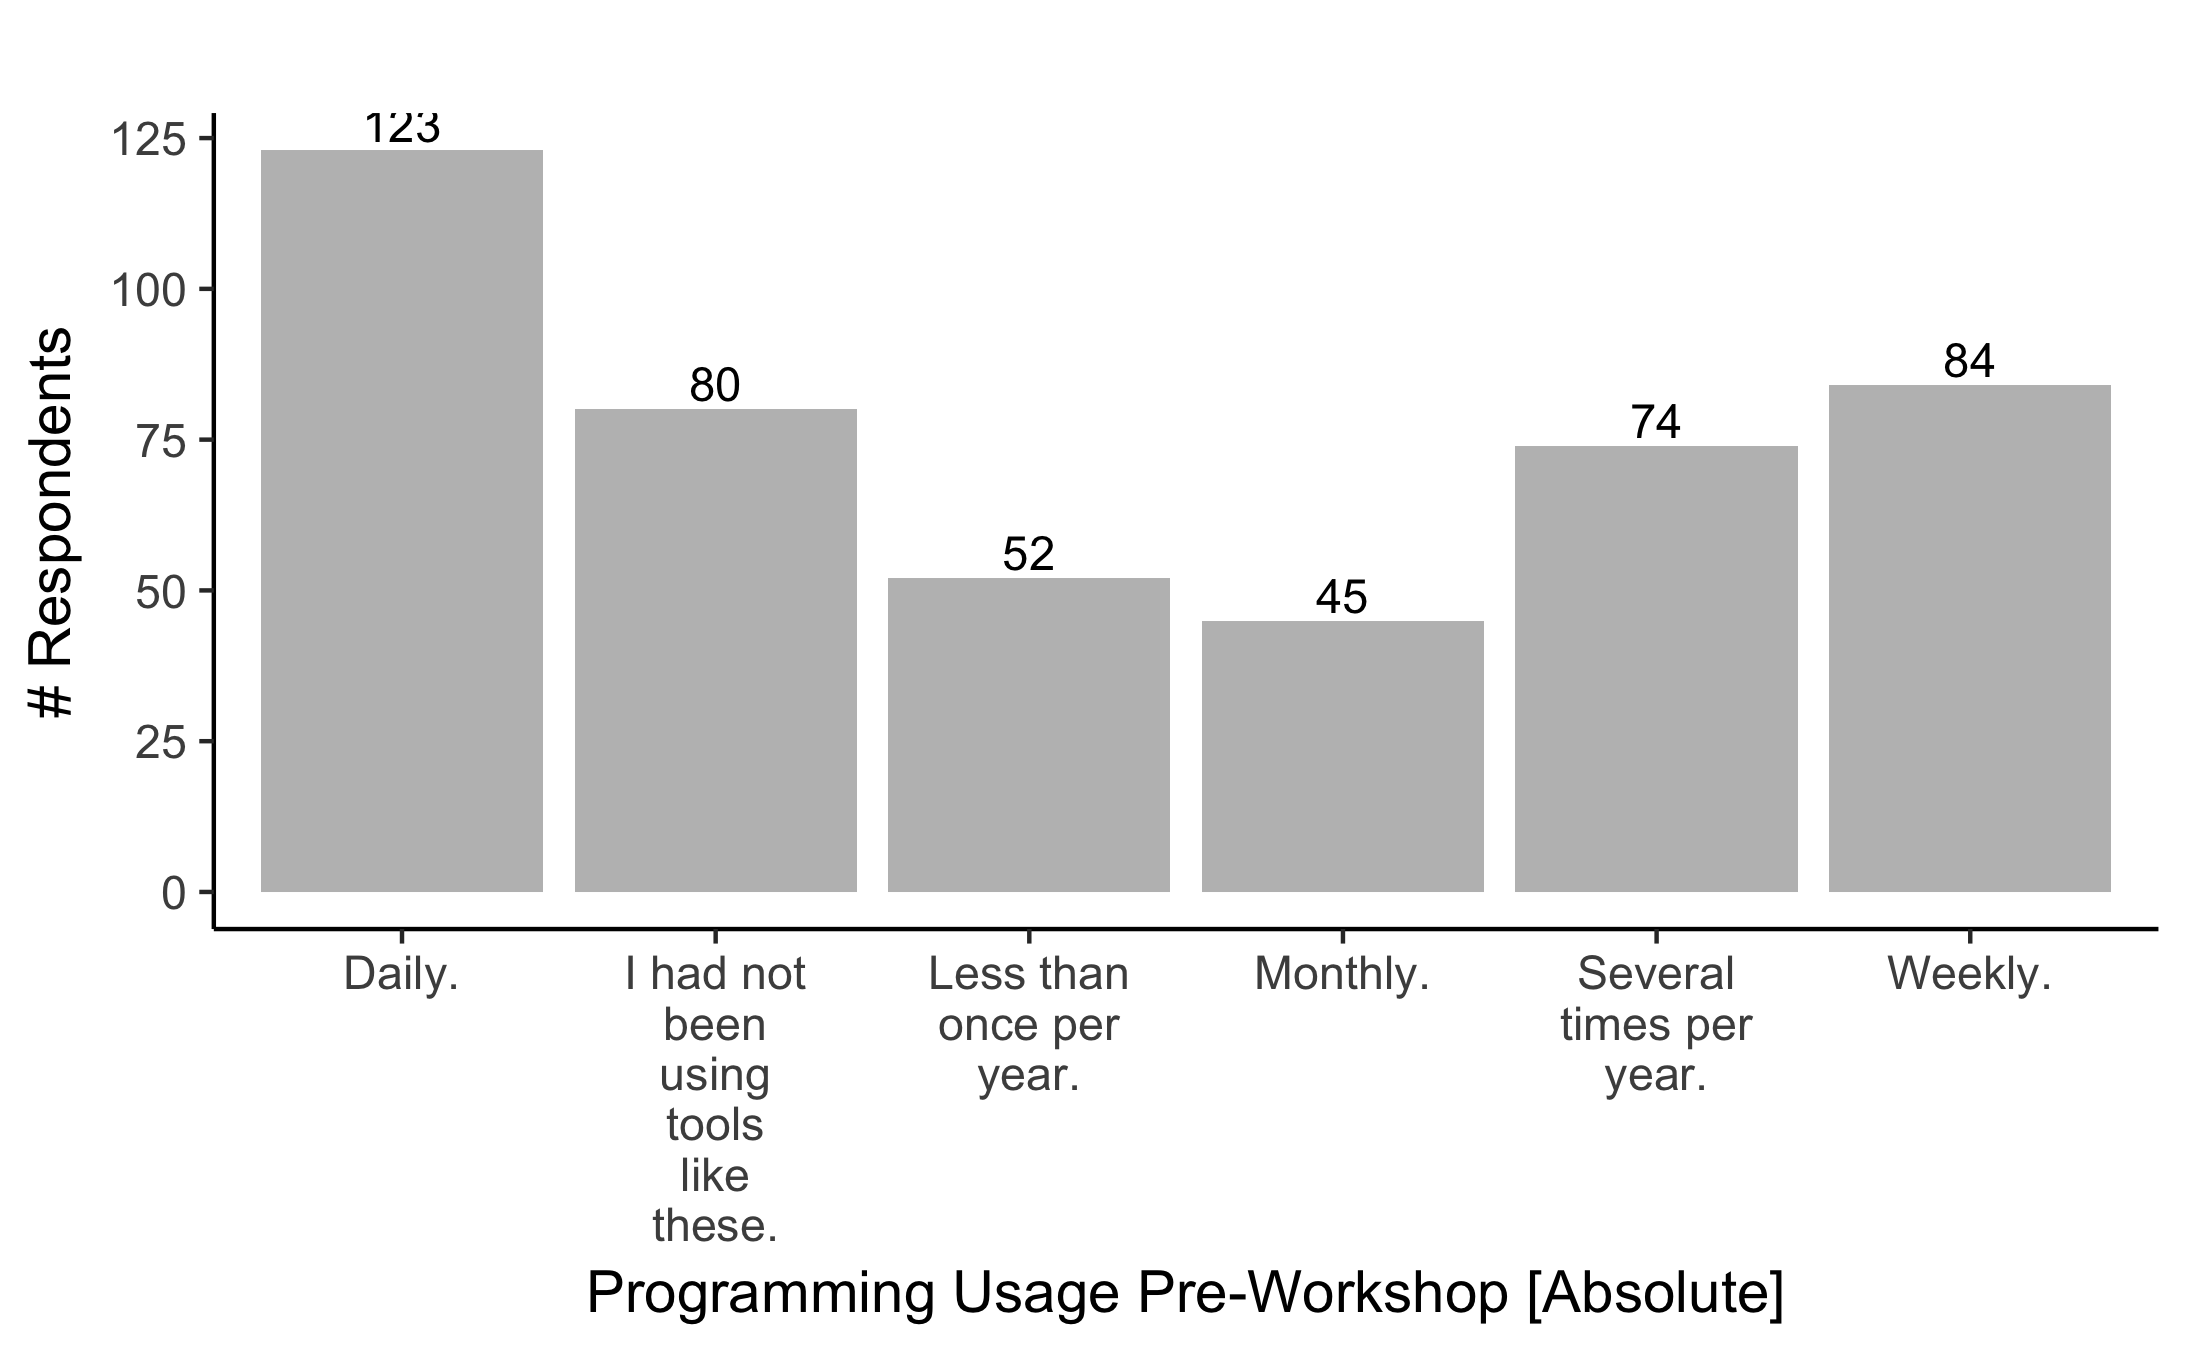 125
100
75
50
25
0
# Respondents
123
80
52
45
74
84
Daily.
I had not
been
using
tools
like
these.
Less than
once per
year.
Monthly.
Several
times per
year.
Weekly.
Programming Usage Pre-Workshop [Absolute]